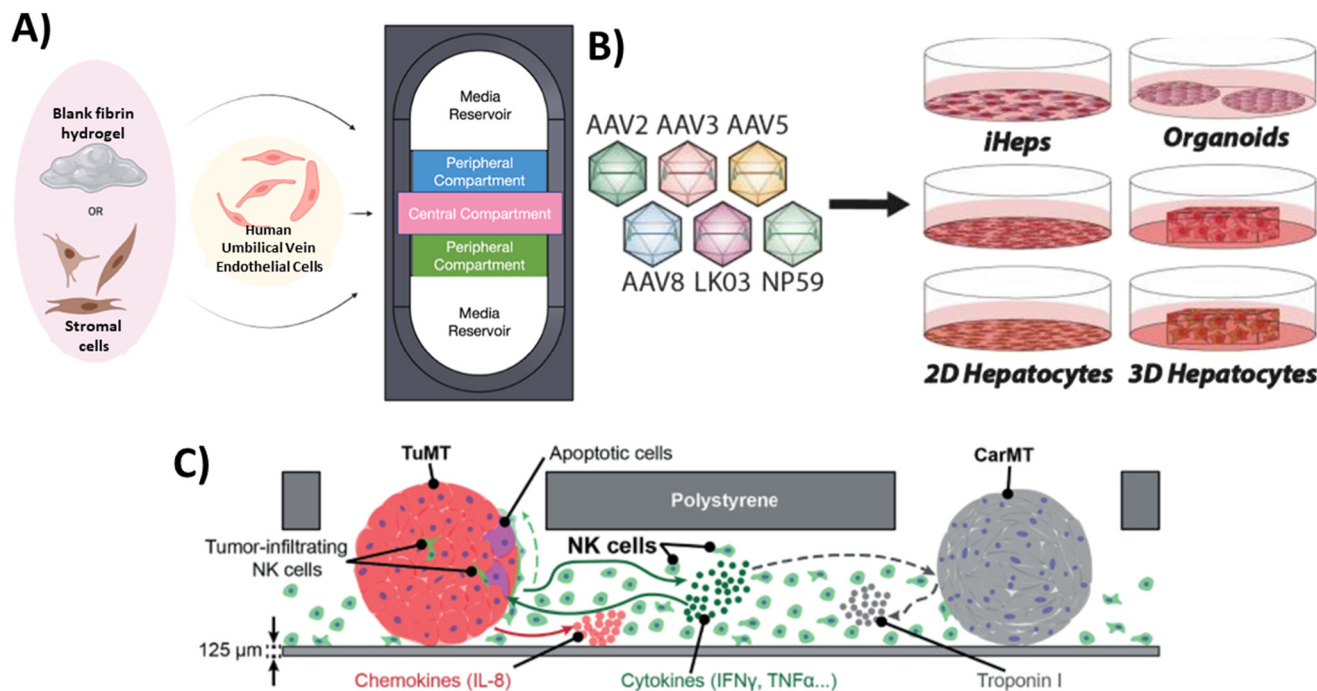 A)
Blank fibrin
hydrogel
OR
Stromal
cells
Human
Umbilical Vein
Endothelial Cells
Media
Reservoir
Peripheral
Compartment
Central Compartment
Peripheral
Compartment
Media
Reservoir
B)
AAV2 AAV3 AAV5
AAV8 LK03 NP59
iHeps
Organoids
2D Hepatocytes
3D Hepatocytes
C)
TuMT
Apoptotic cells
CarMT
Polystyrene
Tumor-infiltrating
NK cells
NK cells
125 µm
Chemokines (IL-8)
Cytokines (IFNγ, TNFα...)
Troponin I